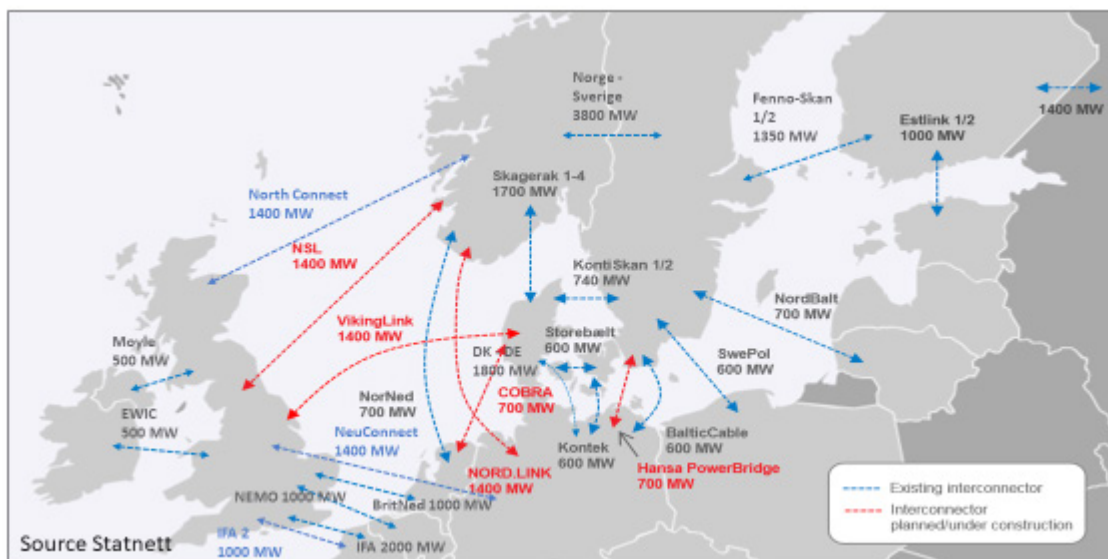 Norge -
Sverige
3800 MW
Fenno-Skan
1/2
1350 MW
1400 MW
Estlink 1/2
1000 MW
Skagerak 1-4
1700 MW
North Connect
1400 MW
NSL
1400 MW
KontiSkan 1/2
740 MW
NordBalt
700 MW
VikingLink
1400 MW
Storebælt
600 MW
Moyle
500 MW
DK - DE
1800 MW
SwePol
600 MW
COBRA
700 MW
NorNed
700 MW
EWIC
500 MW
NeuConnect
1400 MW
Kontek
600 MW
BalticCable
600 MW
NORD.LINK
1400 MW
Hansa PowerBridge
700 MW
NEMO 1000 MW
BritNed 1000 MW
IFA 2
1000 MW
IFA 2000 MW
Existing interconnector
Interconnector
planned/under construction
Source Statnett